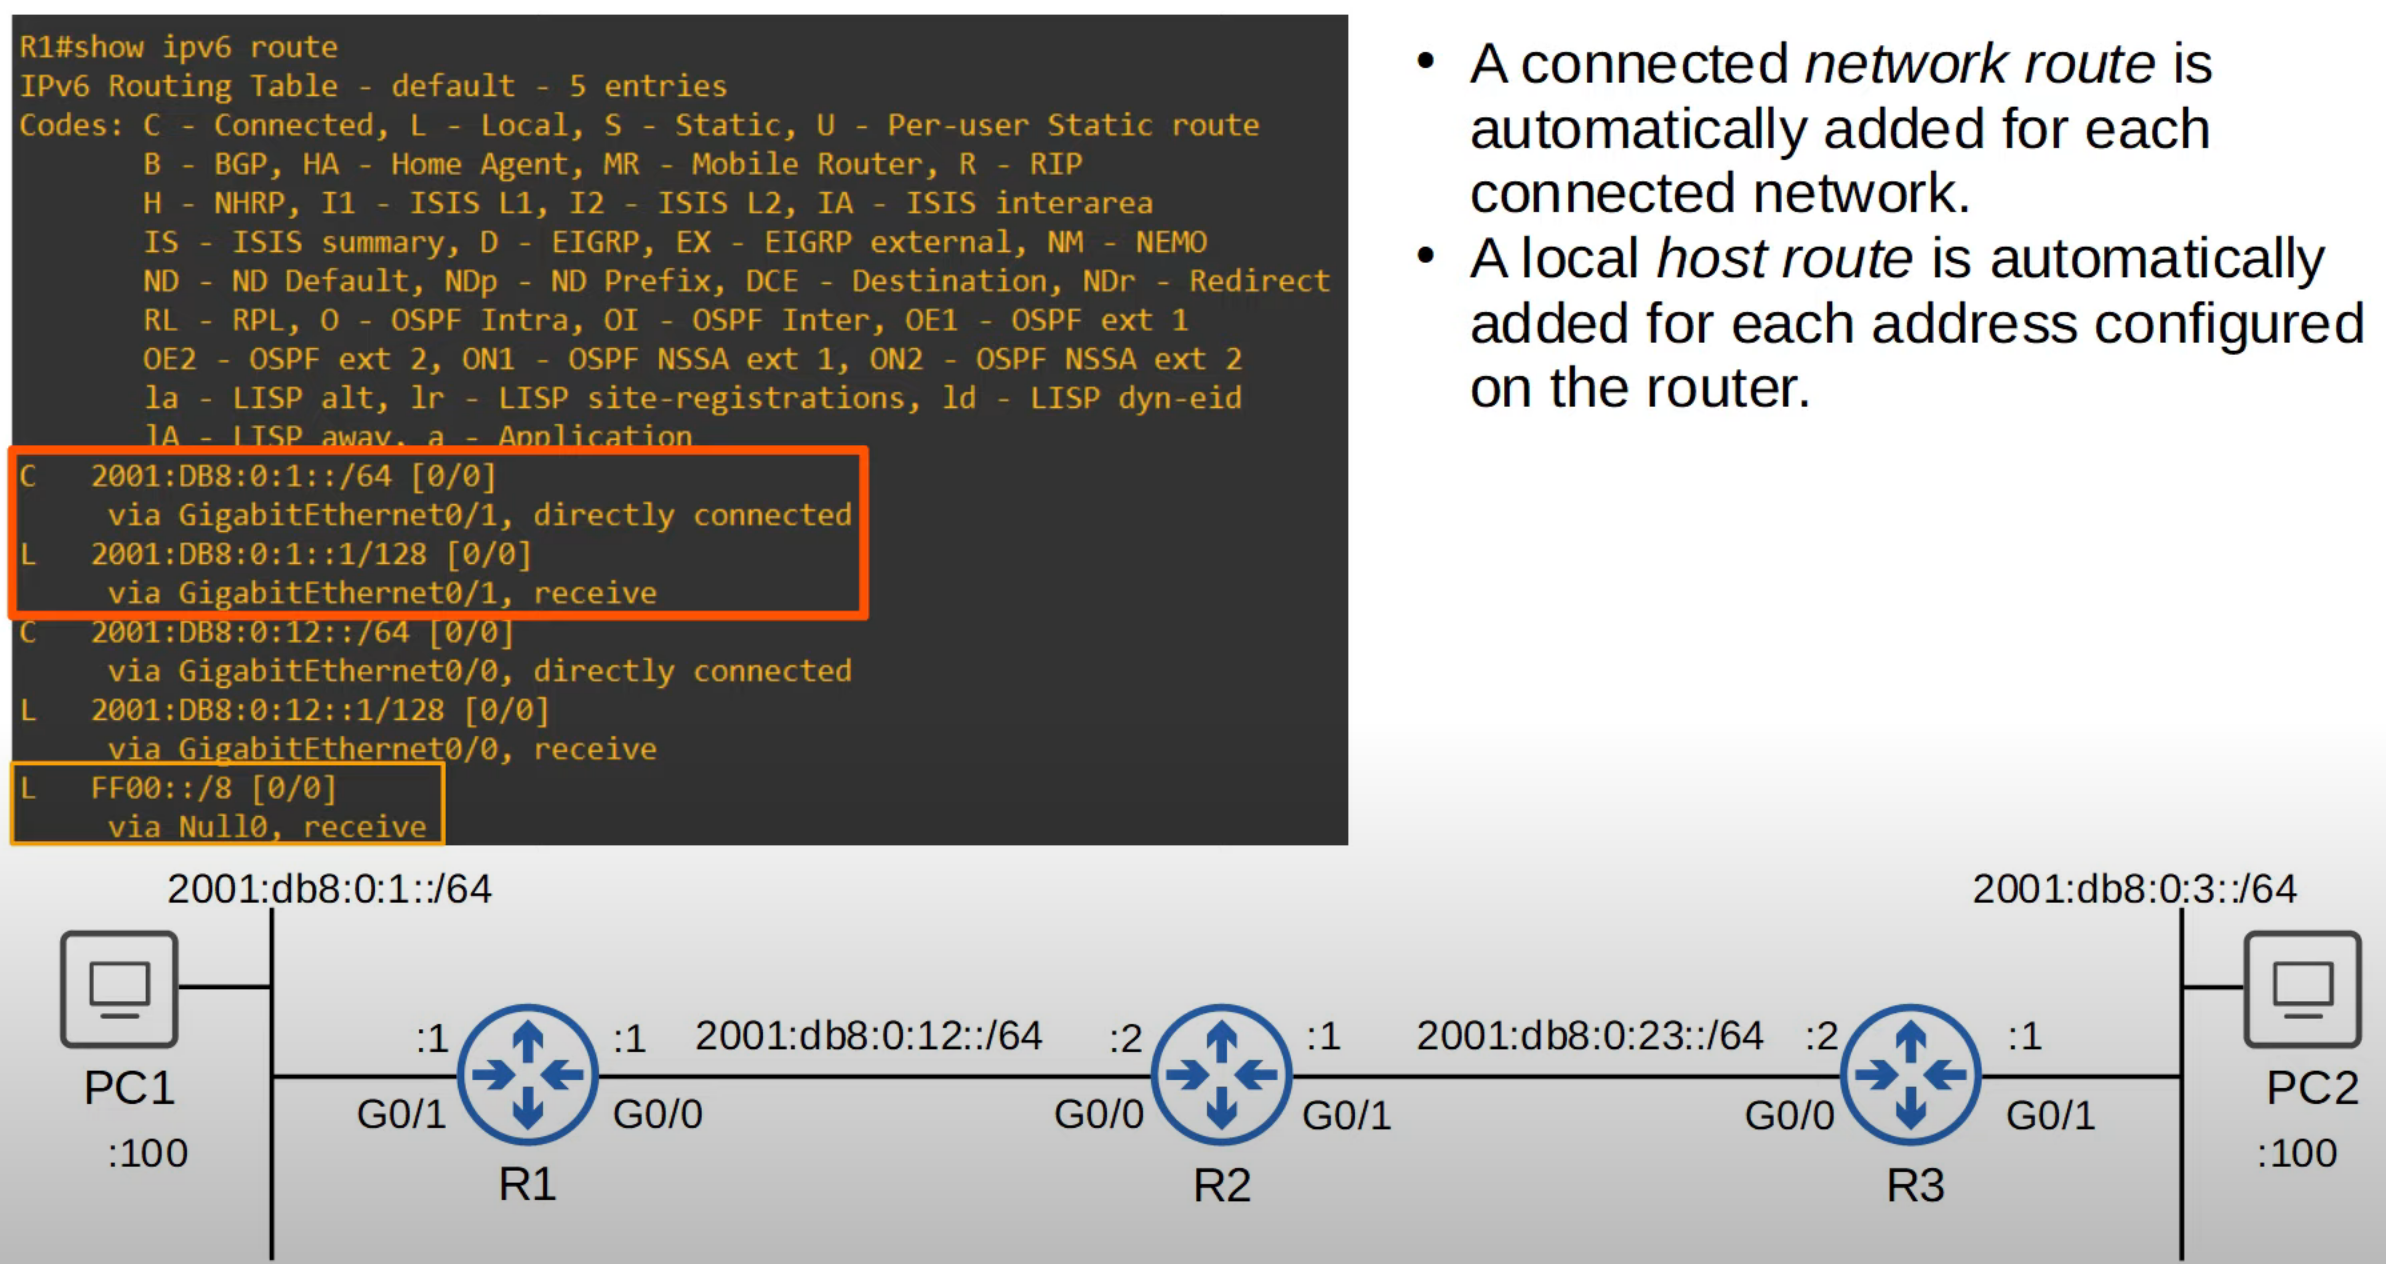 R1#show ipv6 route
IPv6 Routing Table - default - 5 entries
Codes: C - Connected, L - Local, S - Static, U - Per-user Static route
B - BGP, HA - Home Agent, MR - Mobile Router, R - RIP
H - NHRP, I1 - ISIS L1, I2 - ISIS L2, IA - ISIS interarea
IS - ISIS summary, D - EIGRP, EX - EIGRP external, NM - NEMO
ND - ND Default, NDp - ND Prefix, DCE - Destination, NDr - Redirect
RL - RPL, O - OSPF Intra, OI - OSPF Inter, OE1 - OSPF ext 1
OE2 - OSPF ext 2, ON1 - OSPF NSSA ext 1, ON2 - OSPF NSSA ext 2
la - LISP alt, lr - LISP site-registrations, ld - LISP dyn-eid
lA - LISP away, a - Application
C 2001:DB8:0:1::/64 [0/0]
via GigabitEthernet0/1, directly connected
L 2001:DB8:0:1::1/128 [0/0]
via GigabitEthernet0/1, receive
C 2001:DB8:0:12::/64 [0/0]
via GigabitEthernet0/0, directly connected
L 2001:DB8:0:12::1/128 [0/0]
via GigabitEthernet0/0, receive
L FF00::/8 [0/0]
via Null0, receive
• A connected network route is
automatically added for each
connected network.
• A local host route is automatically
added for each address configured
on the router.
2001:db8:0:1::/64
2001:db8:0:3::/64
:1
:1
2001:db8:0:12::/64
:2
:1
2001:db8:0:23::/64
:2
:1
PC1
PC2
G0/1
G0/0
G0/0
G0/1
G0/0
G0/1
:100
:100
R1
R2
R3